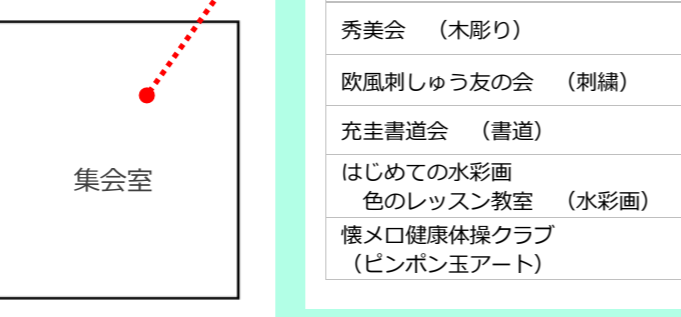 集会室
秀美会　（木彫り）
欧風刺しゅう友の会　（刺繍）
充圭書道会　（書道）
はじめての水彩画
　色のレッスン教室　（水彩画）
懐メロ健康体操クラブ
（ピンポン玉アート）